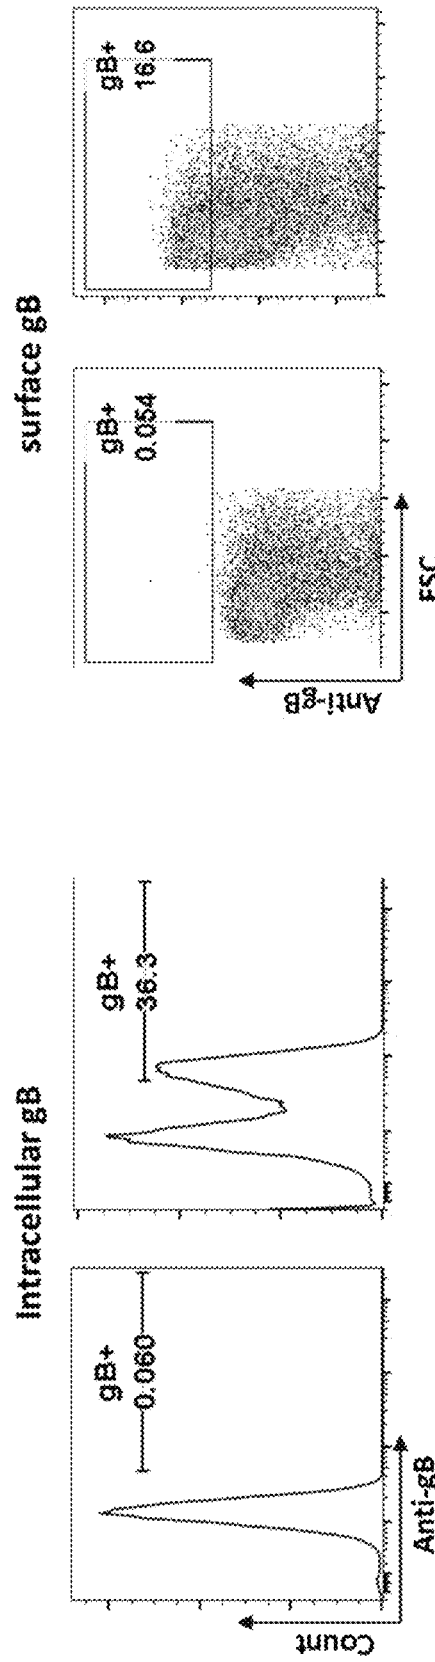 Intracellular gB
gB+
0.060
gB+
36.3
Count
Anti-gB
surface gB
gB+
0.054
gB+
16.6
Anti-gB
FSC